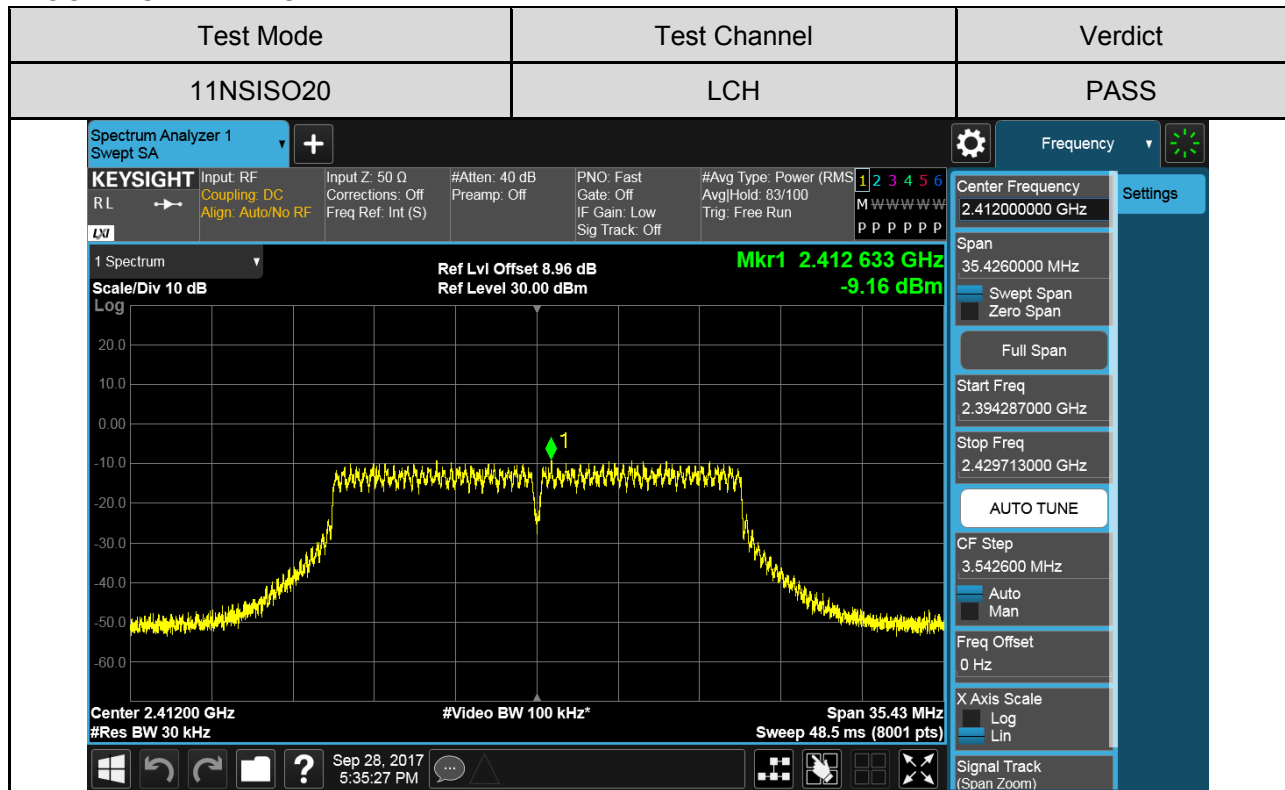 Test Mode Test Channel Verdict
11NSISO20 LCH PASS
Spectrum Analyzer 1
Swept SA
+
Frequency
KEYSIGHT
RL
LXI
Input: RF
Coupling: DC
Align: Auto/No RF
Input Z: 50 Ω
Corrections: Off
Freq Ref: Int (S)
#Atten: 40 dB
Preamp: Off
PNO: Fast
Gate: Off
IF Gain: Low
Sig Track: Off
#Avg Type: Power (RMS
Avg|Hold: 83/100
Trig: Free Run
1 2 3 4 5 6
M W W W W W
P P P P P P
1 Spectrum
Scale/Div 10 dB
Ref Lvl Offset 8.96 dB
Ref Level 30.00 dBm
Mkr1 2.412 633 GHz
-9.16 dBm
Log
20.0
10.0
0.00
-10.0
-20.0
-30.0
-40.0
-50.0
-60.0
1
Center 2.41200 GHz
#Res BW 30 kHz
#Video BW 100 kHz*
Span 35.43 MHz
Sweep 48.5 ms (8001 pts)
?
Sep 28, 2017
5:35:27 PM
Center Frequency
2.412000000 GHz
Settings
Span
35.4260000 MHz
Swept Span
Zero Span
Full Span
Start Freq
2.394287000 GHz
Stop Freq
2.429713000 GHz
AUTO TUNE
CF Step
3.542600 MHz
Auto
Man
Freq Offset
0 Hz
X Axis Scale
Log
Lin
Signal Track
(Span Zoom)